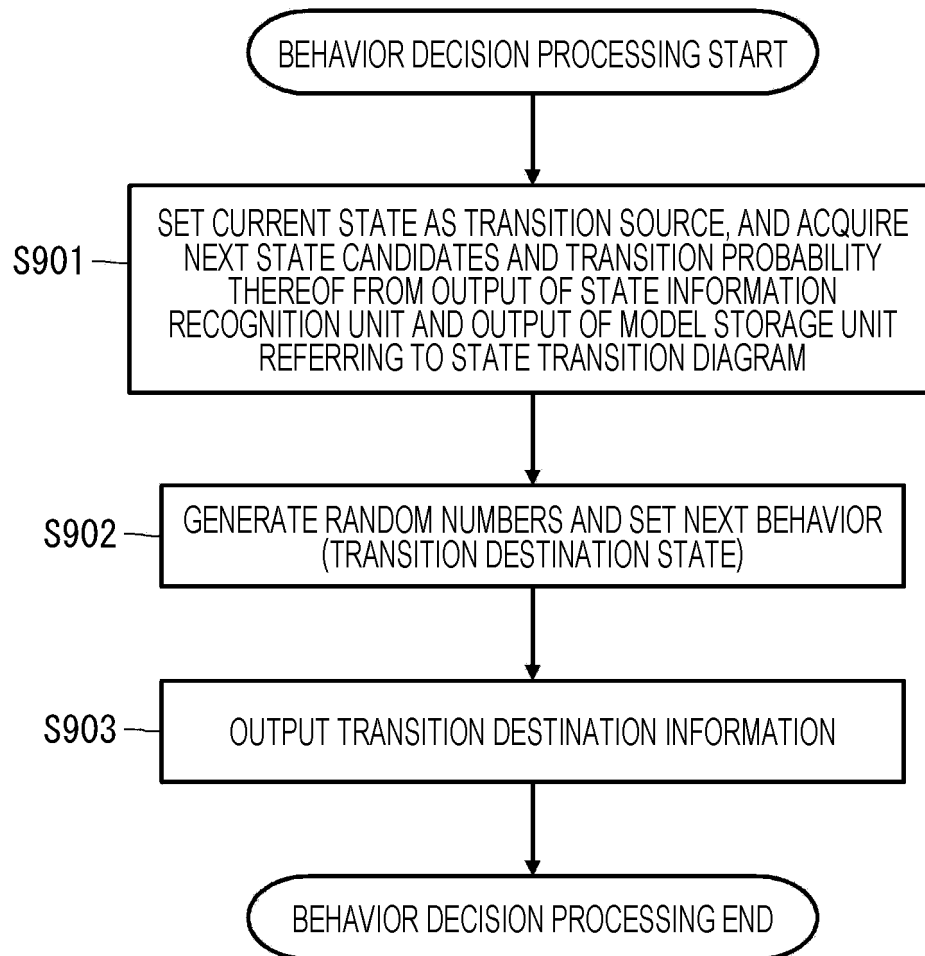 BEHAVIOR DECISION PROCESSING START
S901
SET CURRENT STATE AS TRANSITION SOURCE, AND ACQUIRE
NEXT STATE CANDIDATES AND TRANSITION PROBABILITY
THEREOF FROM OUTPUT OF STATE INFORMATION
RECOGNITION UNIT AND OUTPUT OF MODEL STORAGE UNIT
REFERRING TO STATE TRANSITION DIAGRAM
S902
GENERATE RANDOM NUMBERS AND SET NEXT BEHAVIOR
(TRANSITION DESTINATION STATE)
S903
OUTPUT TRANSITION DESTINATION INFORMATION
BEHAVIOR DECISION PROCESSING END